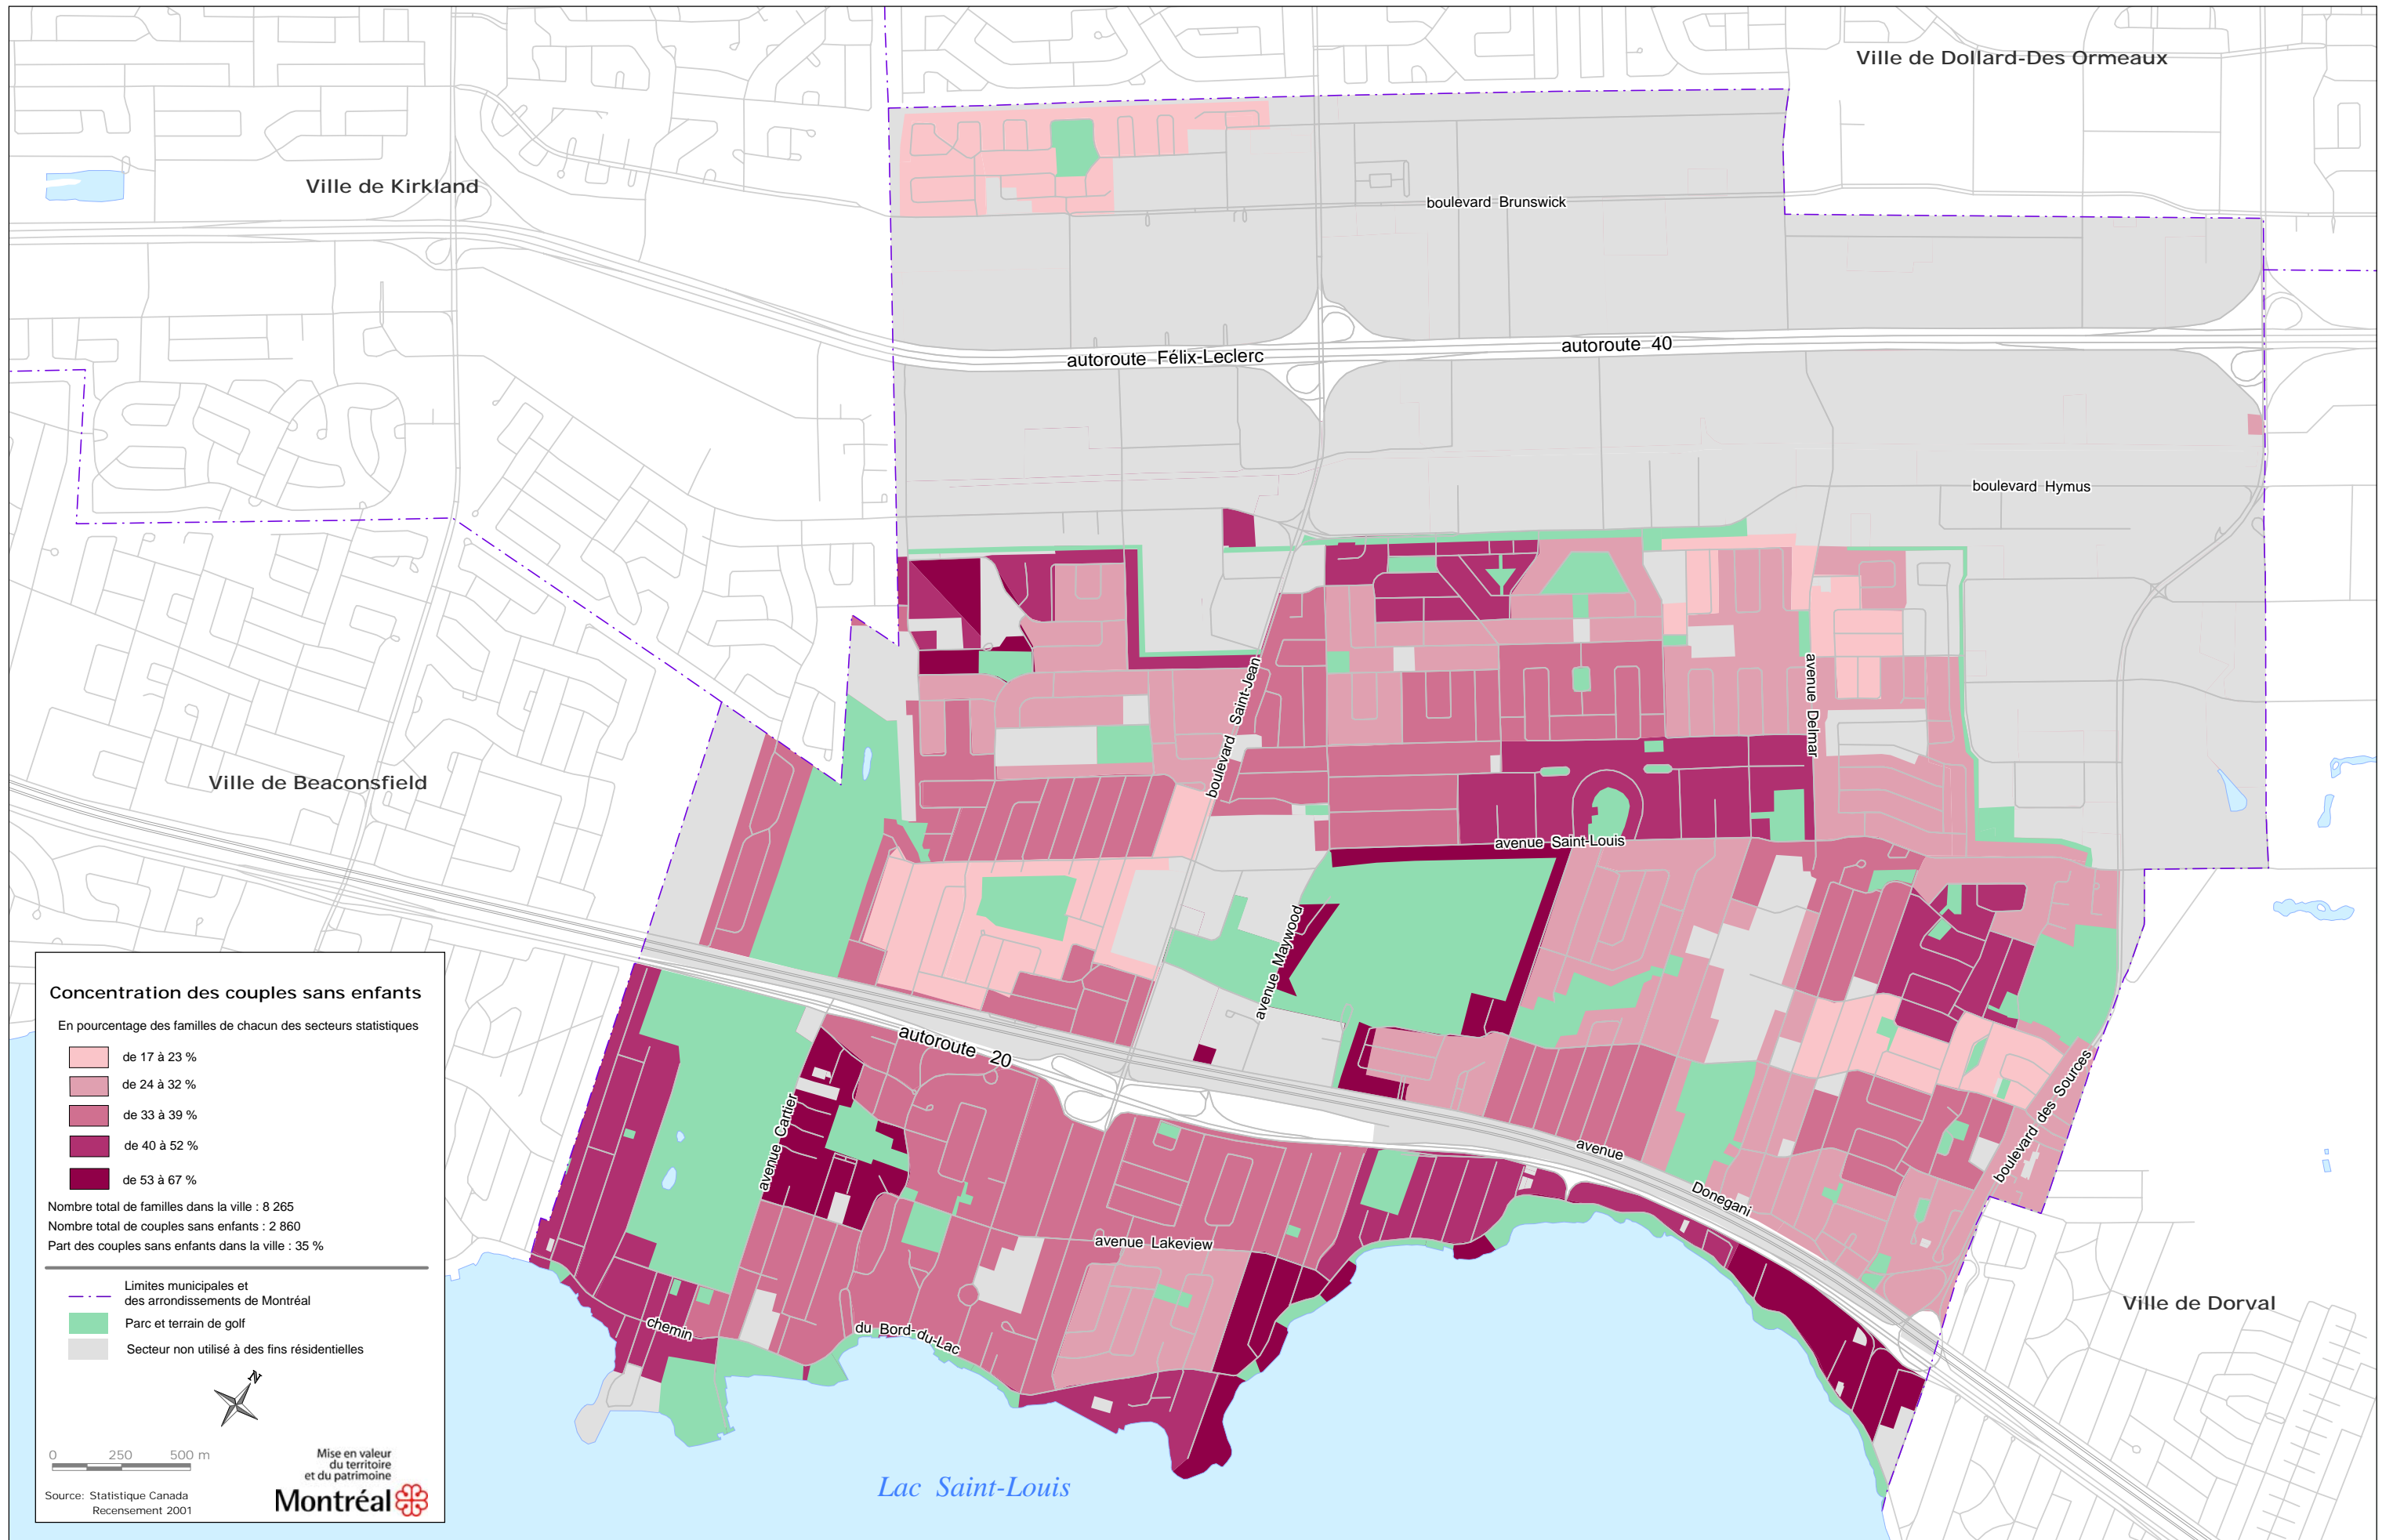 Ville de Dollard-Des Ormeaux
Ville de Kirkland
boulevard Brunswick
autoroute Félix-Leclerc
autoroute 40
boulevard Hymus
boulevard Saint-Jean
avenue Delmar
Ville de Beaconsfield
avenue Saint-Louis
avenue Maywood
autoroute 20
avenue Cartier
avenue
Donegani
boulevard des Sources
avenue Lakeview
chemin
du Bord-du-Lac
Ville de Dorval
Lac Saint-Louis
Concentration des couples sans enfants
En pourcentage des familles de chacun des secteurs statistiques
de 17 à 23 %
de 24 à 32 %
de 33 à 39 %
de 40 à 52 %
de 53 à 67 %
Nombre total de familles dans la ville : 8 265
Nombre total de couples sans enfants : 2 860
Part des couples sans enfants dans la ville : 35 %
Limites municipales et
des arrondissements de Montréal
Parc et terrain de golf
Secteur non utilisé à des fins résidentielles
N
0 250 500 m
Mise en valeur
du territoire
et du patrimoine
Montréal
Source: Statistique Canada
Recensement 2001